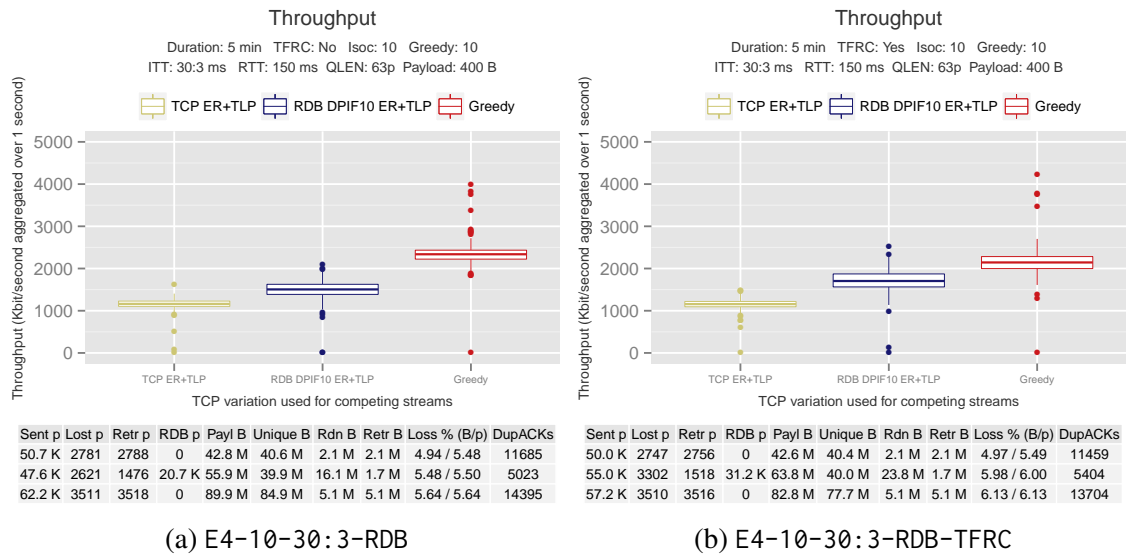 Throughput
Duration: 5 min TFRC: No Isoc: 10 Greedy: 10
ITT: 30:3 ms RTT: 150 ms QLEN: 63p Payload: 400 B
TCP ER+TLP RDB DPIF10 ER+TLP Greedy
Throughput (Kbit/second aggregated over 1 second)
5000
4000
3000
2000
1000
0
TCP ER+TLP RDB DPIF10 ER+TLP Greedy
TCP variation used for competing streams
Sent p Lost p Retr p RDB p Payl B Unique B Rdn B Retr B Loss % (B/p) DupACKs
50.7 K 2781 2788 0 42.8 M 40.6 M 2.1 M 2.1 M 4.94 / 5.48 11685
47.6 K 2621 1476 20.7 K 55.9 M 39.9 M 16.1 M 1.7 M 5.48 / 5.50 5023
62.2 K 3511 3518 0 89.9 M 84.9 M 5.1 M 5.1 M 5.64 / 5.64 14395
(a) E4-10-30:3-RDB
Throughput
Duration: 5 min TFRC: Yes Isoc: 10 Greedy: 10
ITT: 30:3 ms RTT: 150 ms QLEN: 63p Payload: 400 B
TCP ER+TLP RDB DPIF10 ER+TLP Greedy
Throughput (Kbit/second aggregated over 1 second)
5000
4000
3000
2000
1000
0
TCP ER+TLP RDB DPIF10 ER+TLP Greedy
TCP variation used for competing streams
Sent p Lost p Retr p RDB p Payl B Unique B Rdn B Retr B Loss % (B/p) DupACKs
50.0 K 2747 2756 0 42.6 M 40.4 M 2.1 M 2.1 M 4.97 / 5.49 11459
55.0 K 3302 1518 31.2 K 63.8 M 40.0 M 23.8 M 1.7 M 5.98 / 6.00 5404
57.2 K 3510 3516 0 82.8 M 77.7 M 5.1 M 5.1 M 6.13 / 6.13 13704
(b) E4-10-30:3-RDB-TFRC